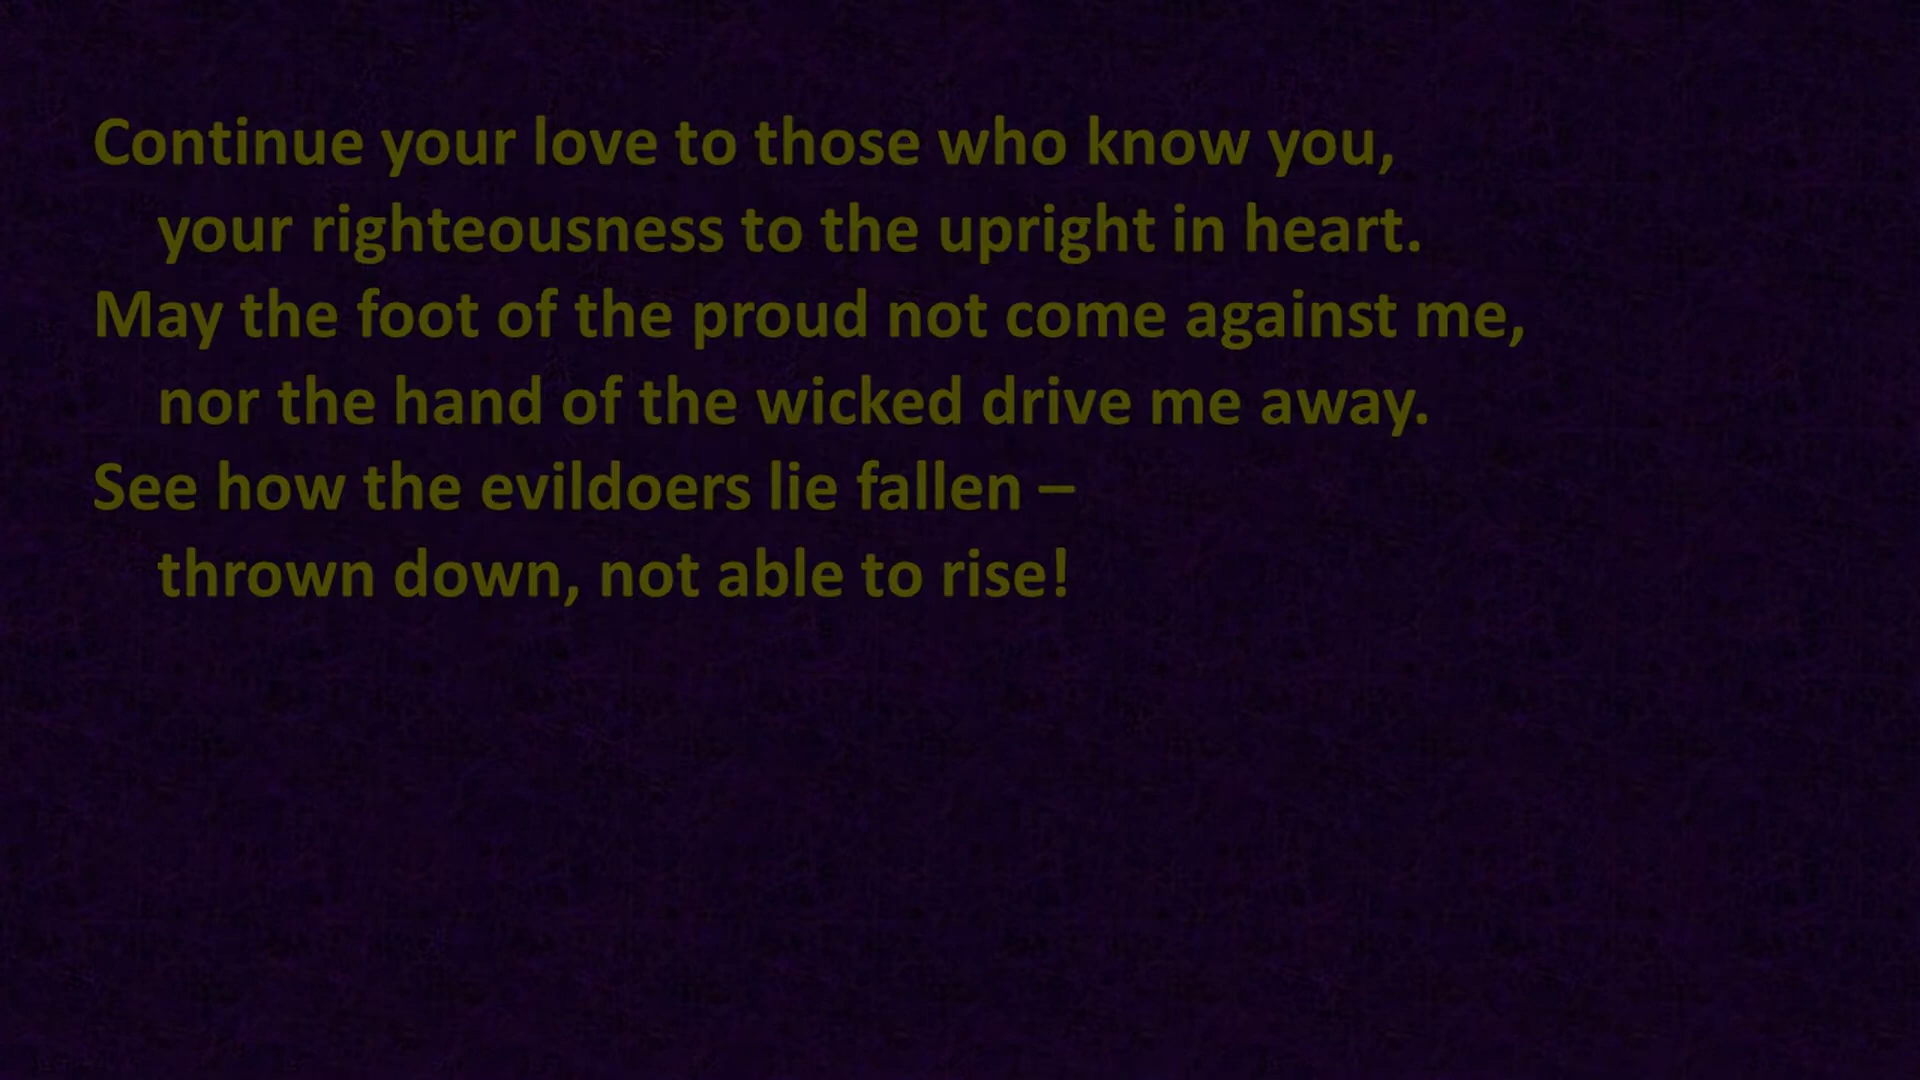 Continue your love to those who know you,
your righteousness to the upright in heart.
May the foot of the proud not come against me,
nor the hand of the wicked drive me away.
See how the evildoers lie fallen –
thrown down, not able to rise!